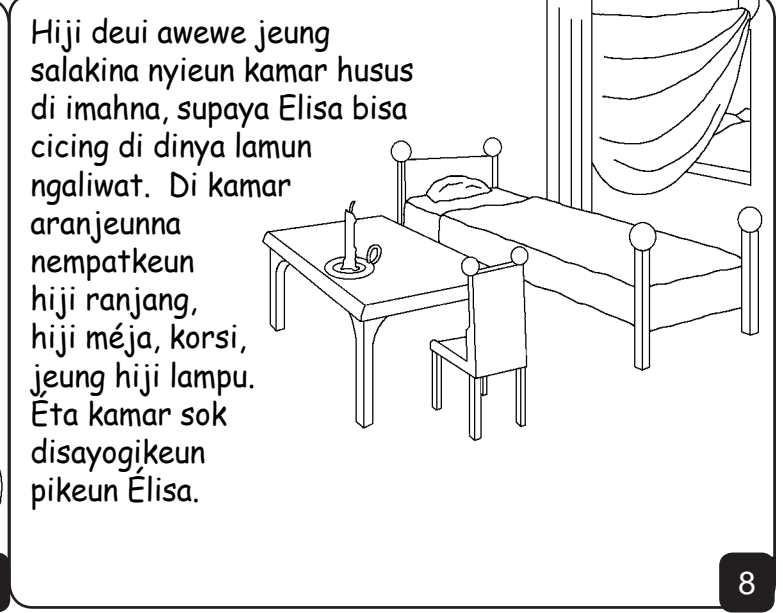 Hiji deui awewe jeung
salakina nyieun kamar husus
di imahna, supaya Elisa bisa
cicing di dinya lamun
ngaliwat.  Di kamar
aranjeunna
nempatkeun
hiji ranjang,
hiji méja, korsi,
jeung hiji lampu.
Éta kamar sok
disayogikeun
pikeun Élisa.
8